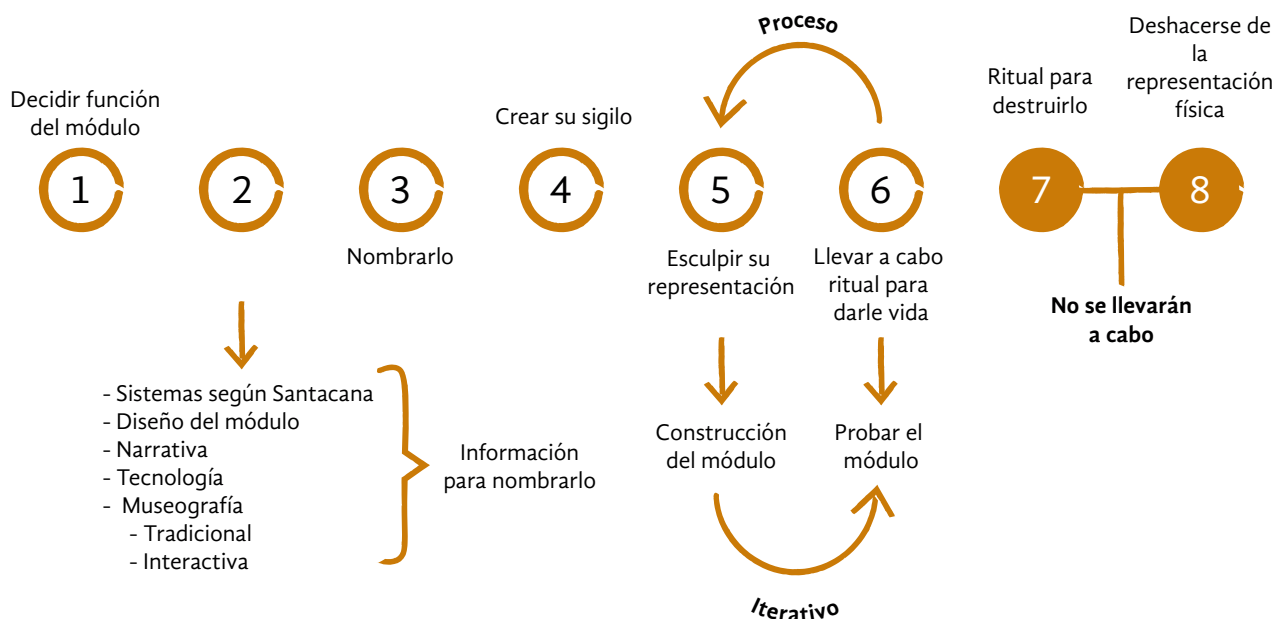 Proceso
Decidir función
del módulo
Crear su sigilo
Ritual para
destruirlo
Deshacerse de
la
representación
física
1
2
3
4
5
6
7
8
Nombrarlo
Esculpir su
representación
Llevar a cabo
ritual para
darle vida
No se llevarán
a cabo
- Sistemas según Santacana
- Diseño del módulo
- Narrativa
- Tecnología
- Museografía
- Tradicional
- Interactiva
Información
para nombrarlo
Construcción
del módulo
Probar el
módulo
Iterativo